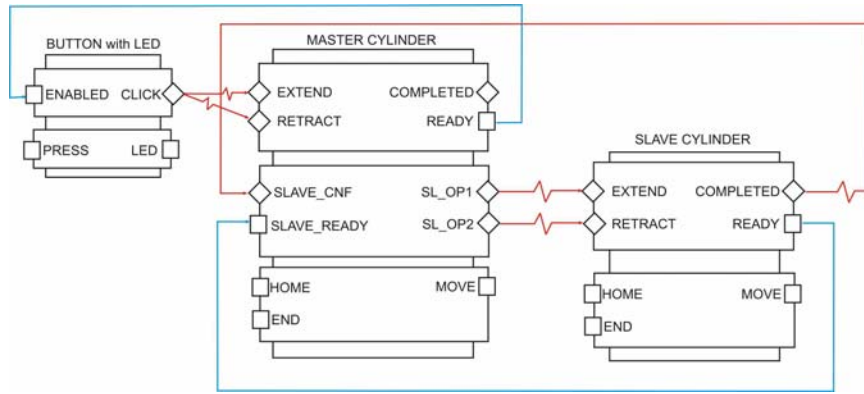 BUTTON with LED
ENABLED CLICK
PRESS LED
MASTER CYLINDER
EXTEND COMPLETED
RETRACT READY
SLAVE_CNF SL_OP1
SLAVE_READY SL_OP2
HOME MOVE
END
SLAVE CYLINDER
EXTEND COMPLETED
RETRACT READY
HOME MOVE
END